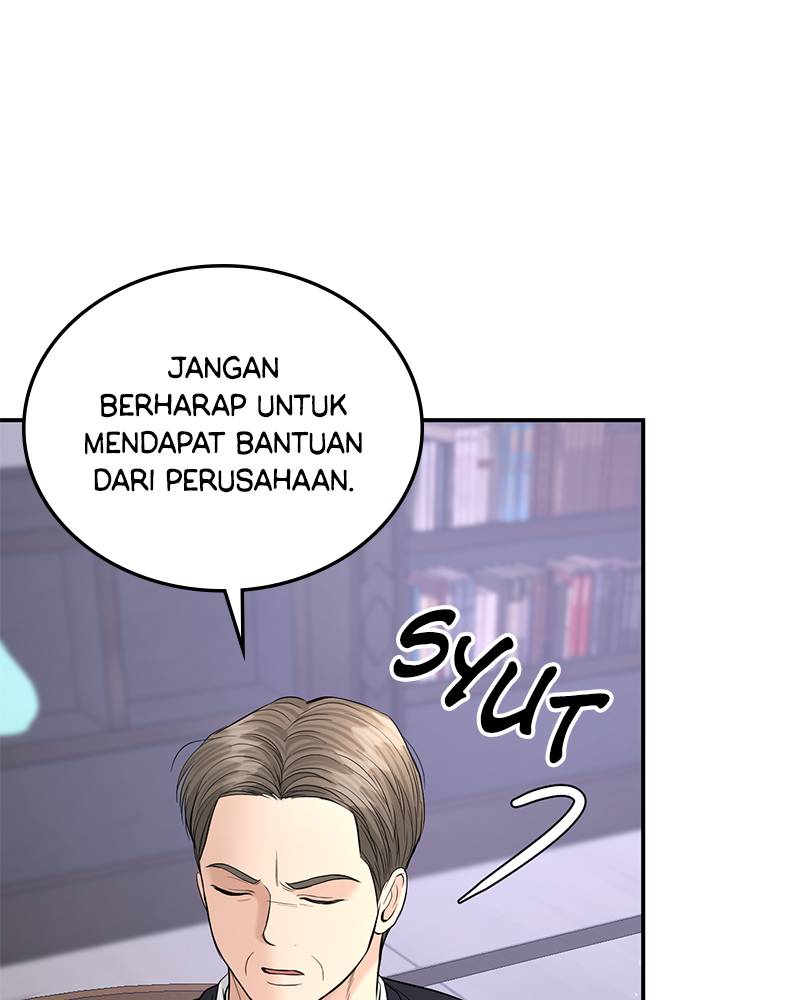 JANGAN
BERHARAP UNTUK
MENDAPAT BANTUAN
DARI PERUSAHAAN.
SYUT